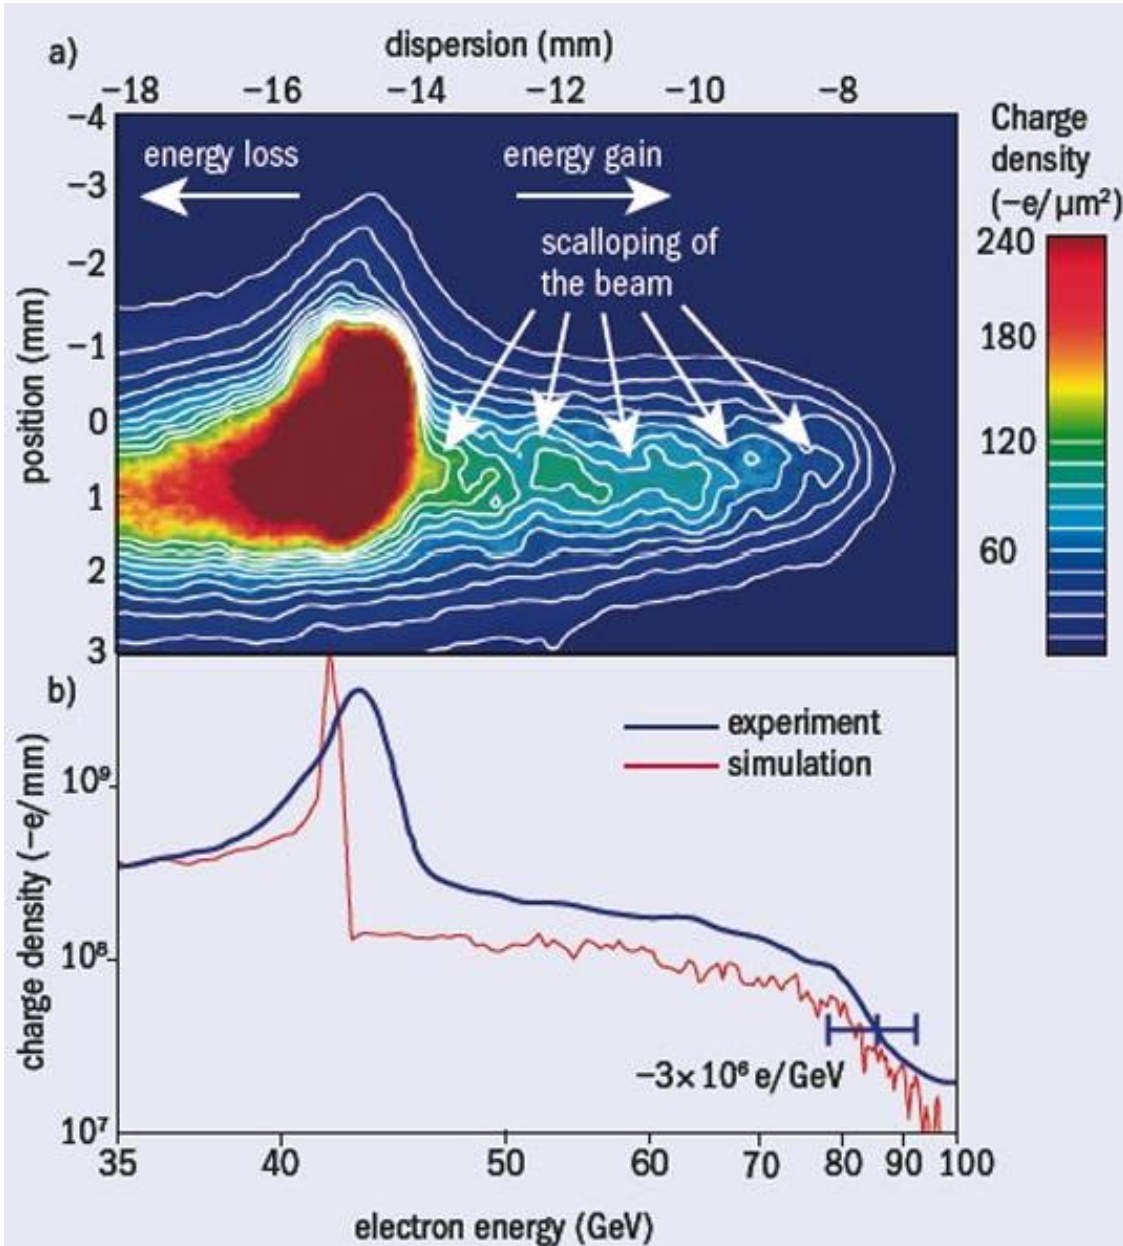 a)
dispersion (mm)
−18 −16 −14 −12 −10 −8
−4
−3
−2
−1
0
1
2
3
position (mm)
energy loss
energy gain
scalloping of
the beam
Charge
density
(−e/μm²)
240
180
120
60
b)
experiment
simulation
charge density (−e/mm)
10⁹
10⁸
10⁷
−3×10⁶ e/GeV
35 40 50 60 70 80 90 100
electron energy (GeV)